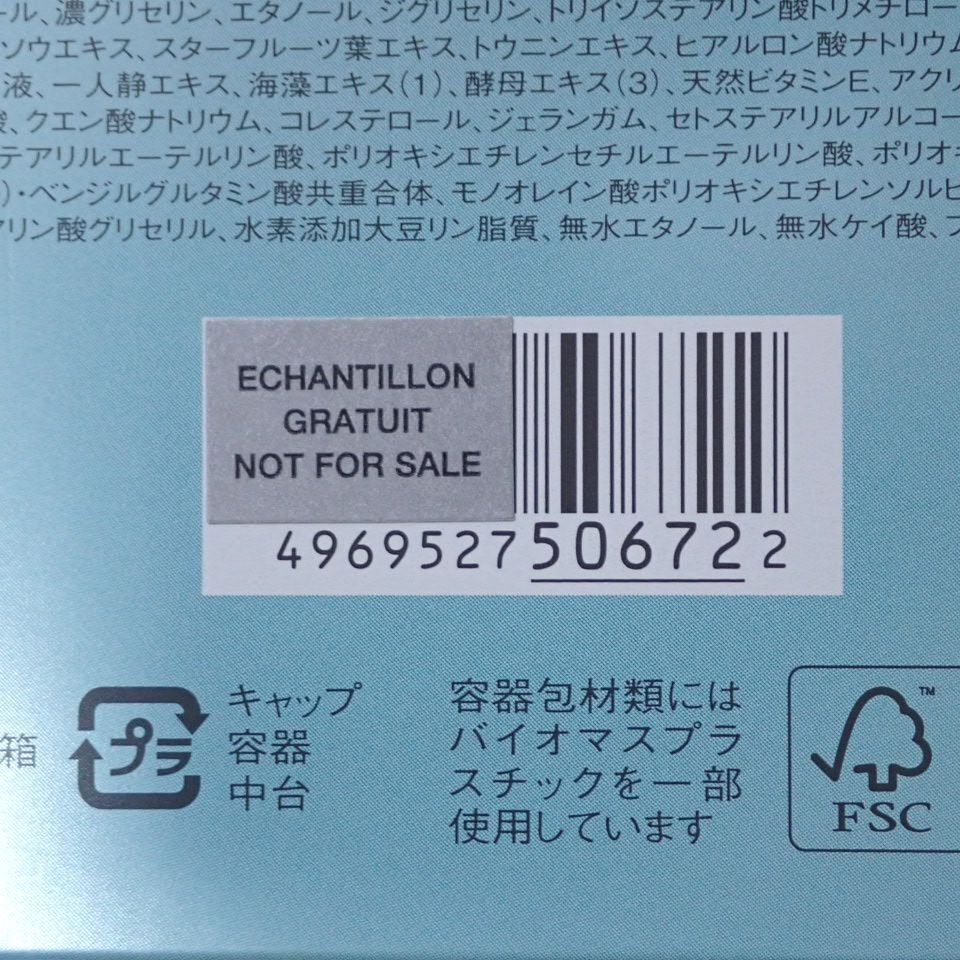 ール、濃グリセリン、エタノール、ジグリセリン、トリイソステアリン酸トリメチロー
ソウエキス、スターフルーツ葉エキス、トウニンエキス、ヒアルロン酸ナトリウム
液、一人静エキス、海藻エキス(1)、酵母エキス(3)、天然ビタミンE、アクリ
酸、クエン酸ナトリウム、コレステロール、ジェランガム、セトステアリルアルコー
テアリルエーテルリン酸、ポリオキシエチレンセチルエーテルリン酸、ポリオキ
)・ベンジルグルタミン酸共重合体、モノオレイン酸ポリオキシエチレンソルビ
アリン酸グリセリル、水素添加大豆リン脂質、無水エタノール、無水ケイ酸、フ
ECHANTILLON
GRATUIT
NOT FOR SALE
4969527506722
箱
プラ
キャップ
容器
中台
容器包材類には
バイオマスプラ
スチックを一部
使用しています
™
FSC